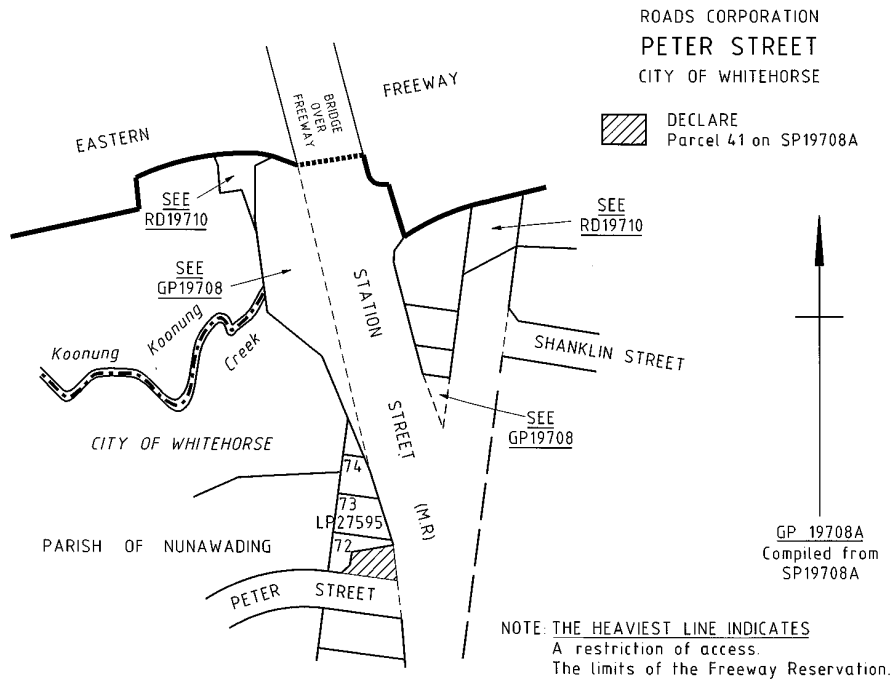 ROADS CORPORATION
PETER STREET
CITY OF WHITEHORSE
DECLARE
Parcel 41 on SP19708A
FREEWAY
BRIDGE
OVER
FREEWAY
EASTERN
SEE
RD19710
SEE
RD19710
SEE
GP19708
STATION
STREET
(M.R)
Koonung
Koonung
Creek
SHANKLIN STREET
SEE
GP19708
CITY OF WHITEHORSE
74
73
LP27595
72
PARISH OF NUNAWADING
PETER STREET
GP 19708A
Compiled from
SP19708A
NOTE: THE HEAVIEST LINE INDICATES
A restriction of access.
The limits of the Freeway Reservation.